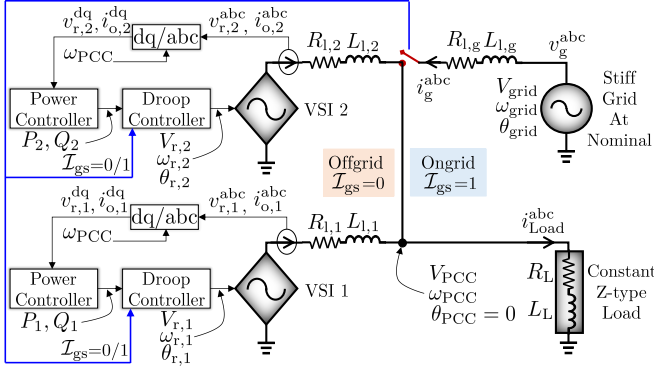 v_{r,2}^{dq}, i_{o,2}^{dq}
dq/abc
v_{r,2}^{abc}, i_{o,2}^{abc}
ω_{PCC}
R_{l,2} L_{l,2}
R_{l,g} L_{l,g}
v_g^{abc}
i_g^{abc}
Power
Controller
Droop
Controller
VSI 2
P_2, Q_2
I_{gs}=0/1
V_{r,2}
ω_{r,2}
θ_{r,2}
V_{grid}
ω_{grid}
θ_{grid}
Stiff
Grid
At
Nominal
Offgrid
I_{gs}=0
Ongrid
I_{gs}=1
v_{r,1}^{dq}, i_{o,1}^{dq}
dq/abc
v_{r,1}^{abc}, i_{o,1}^{abc}
ω_{PCC}
R_{l,1} L_{l,1}
i_{Load}^{abc}
Power
Controller
Droop
Controller
VSI 1
P_1, Q_1
I_{gs}=0/1
V_{r,1}
ω_{r,1}
θ_{r,1}
V_{PCC}
ω_{PCC}
θ_{PCC} = 0
R_L
L_L
Constant
Z-type
Load